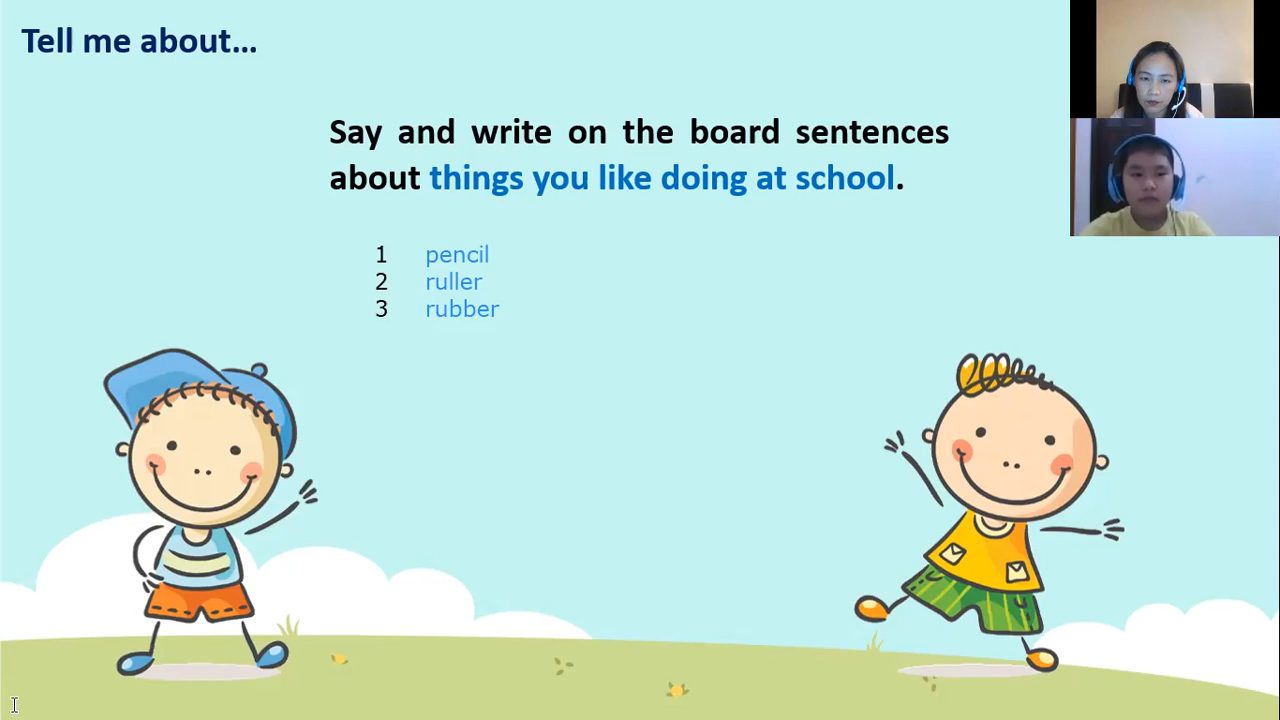 Tell me about...
Say and write on the board sentences
about things you like doing at school.
1 pencil
2 ruller
3 rubber